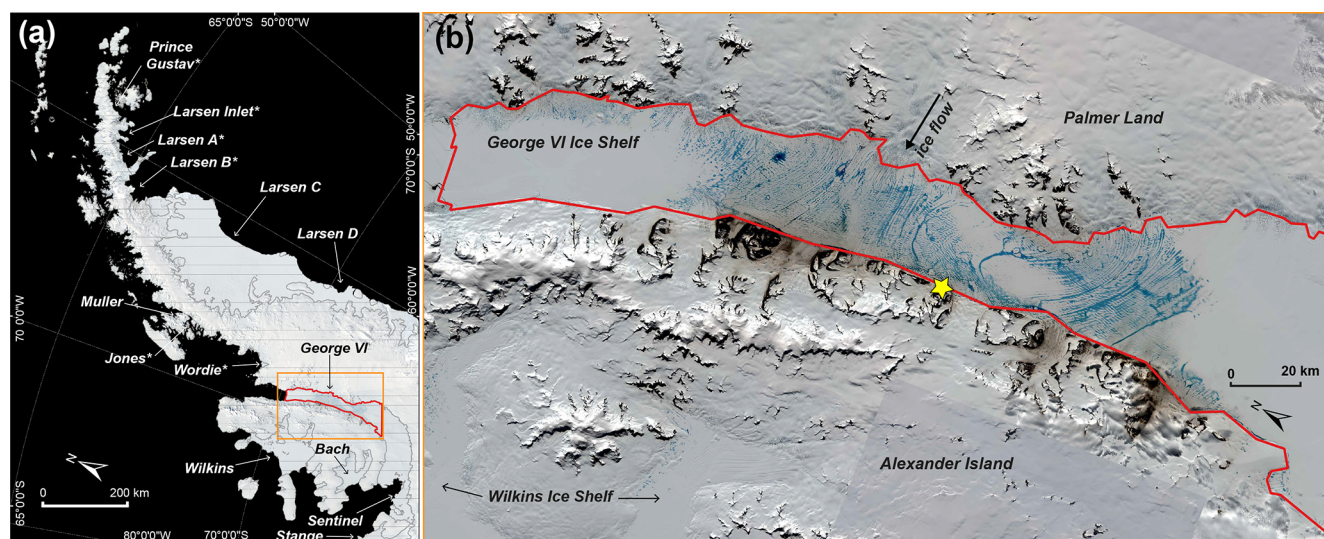 (a)
65°0'0"S
50°0'0"W
Prince
Gustav*
Larsen Inlet*
Larsen A*
Larsen B*
Larsen C
Larsen D
50°0'0"W
70°0'0"S
60°0'0"W
Muller
70 0'0"W
Jones*
Wordie*
George VI
Wilkins
Bach
N
0 200 km
Sentinel
Stange
65°0'0"S
80°0'0"W
70°0'0"S
(b)
George VI Ice Shelf
ice flow
Palmer Land
0 20 km
N
Alexander Island
Wilkins Ice Shelf